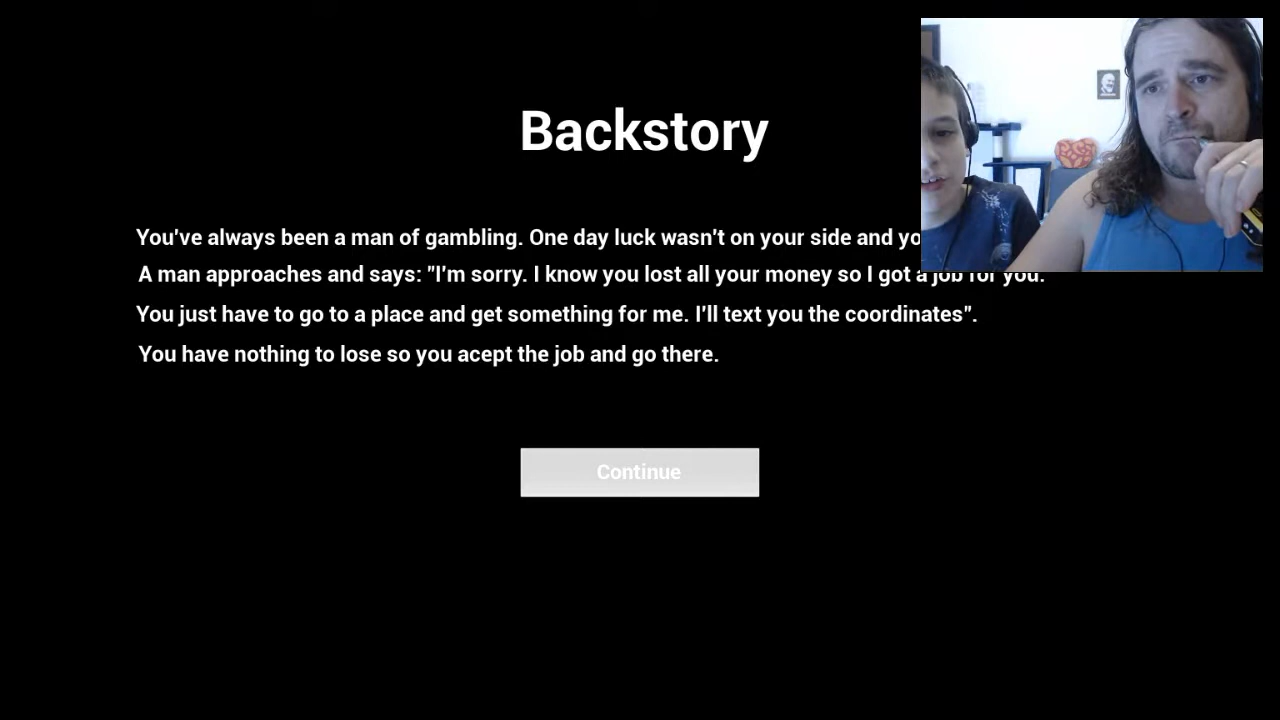 Backstory
You've always been a man of gambling. One day luck wasn't on your side and yo
A man approaches and says: "I'm sorry. I know you lost all your money so I got a job for you.
You just have to go to a place and get something for me. I'll text you the coordinates".
You have nothing to lose so you acept the job and go there.
Continue